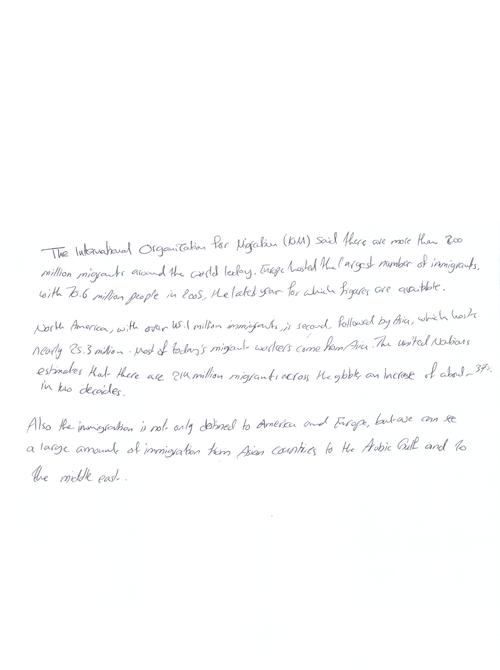 The International Organization for Migration (IOM) said there are more than 200
million migrants around the world today. Europe hosted the largest number of immigrants,
with 70.6 million people in 2005, the latest year for which figures are available.
North America, with over 45.1 million immigrants, is second, followed by Asia, which hosts
nearly 25.3 million. Most of today's migrant workers come from Asia. The United Nations
estimates that there are 214 million migrants across the globe, an increase of about 37%
in two decades.
Also the immigration is not only defined to America and Europe, but we can see
a large amounts of immigration from Asian countries to the Arabic Gulf and to
the middle east.